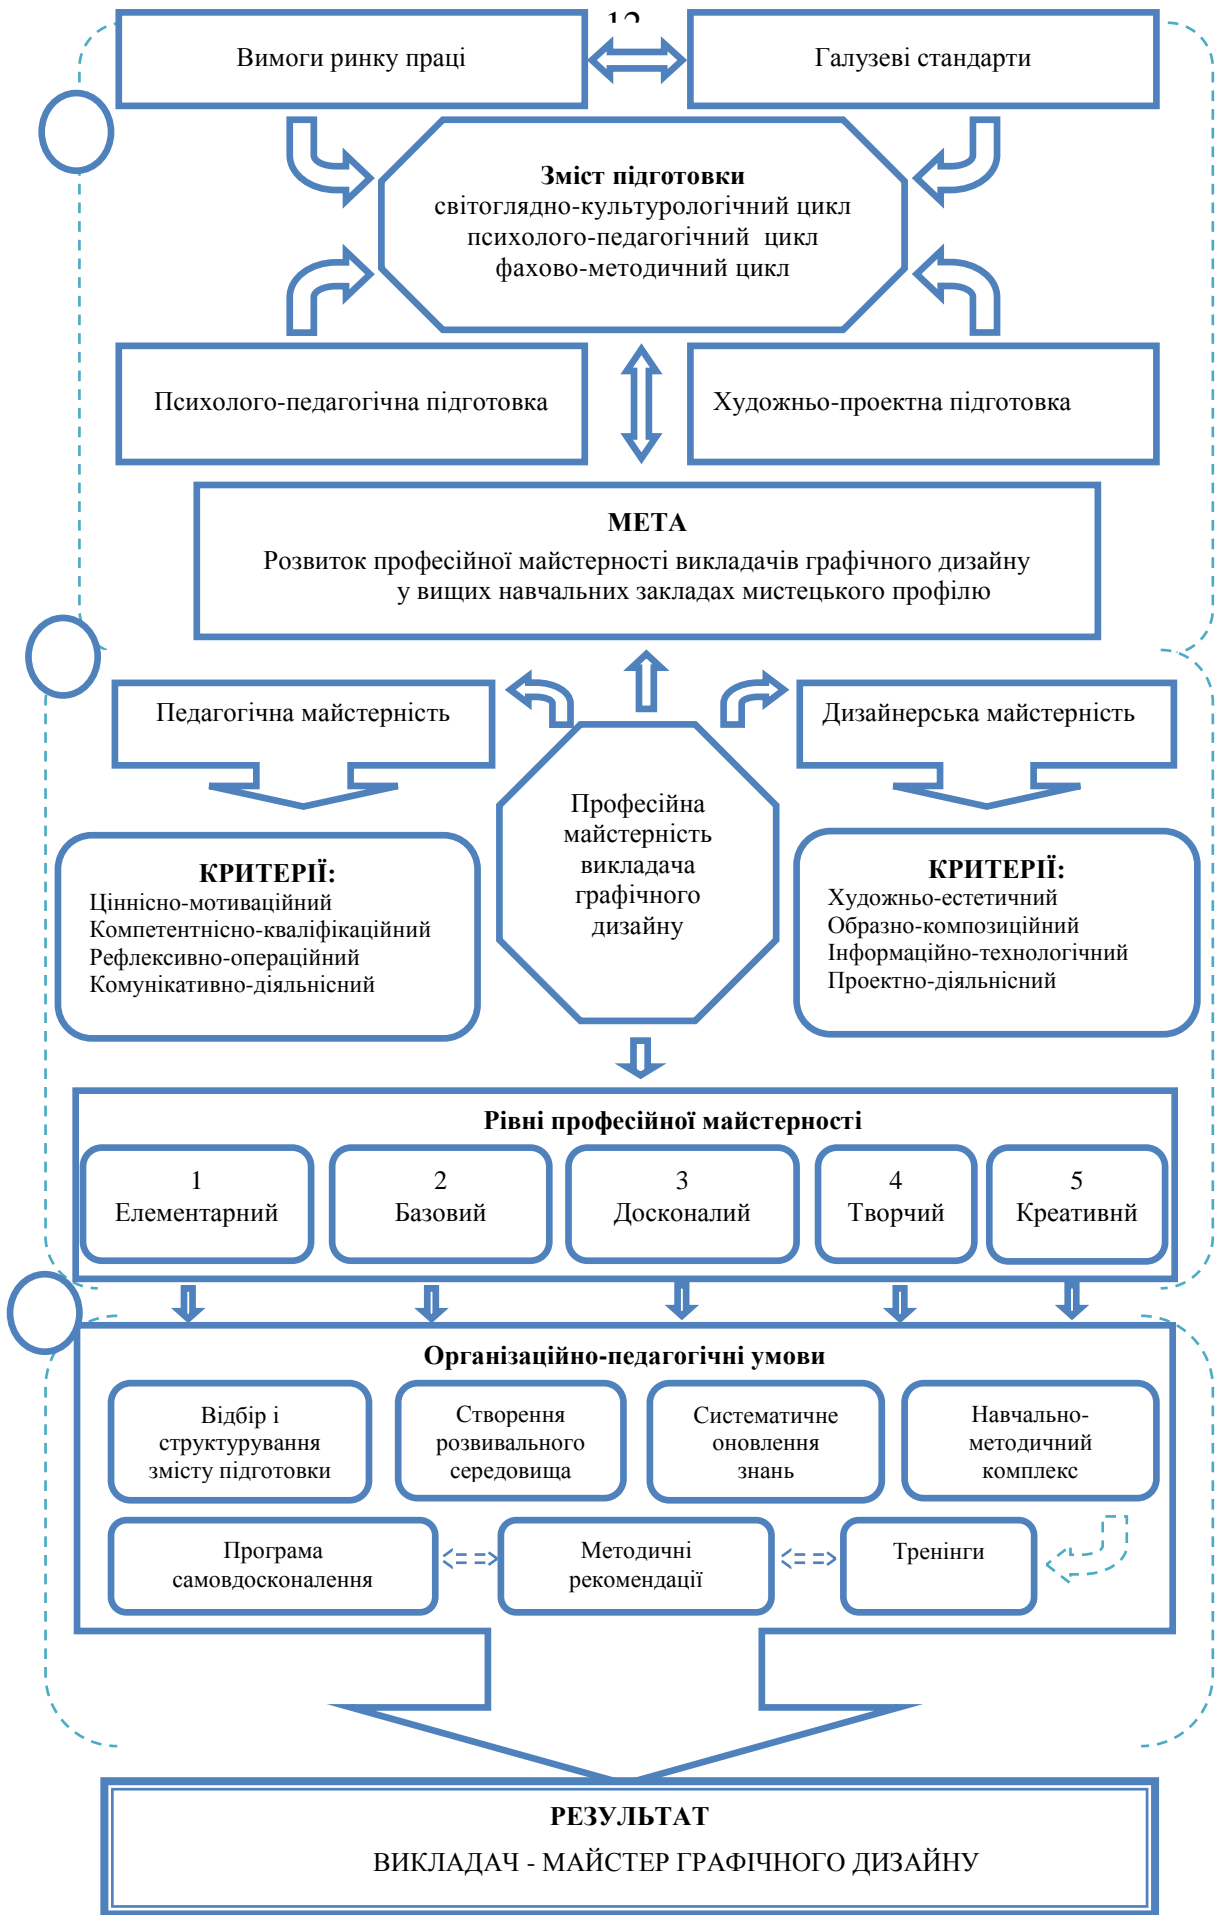 12
Вимоги ринку праці
Галузеві стандарти
Зміст підготовки
світоглядно-культурологічний цикл
психолого-педагогічний цикл
фахово-методичний цикл
Психолого-педагогічна підготовка
Художньо-проектна підготовка
МЕТА
Розвиток професійної майстерності викладачів графічного дизайну
у вищих навчальних закладах мистецького профілю
Педагогічна майстерність
Дизайнерська майстерність
Професійна
майстерність
викладача
графічного
дизайну
КРИТЕРІЇ:
Ціннісно-мотиваційний
Компетентнісно-кваліфікаційний
Рефлексивно-операційний
Комунікативно-діяльнісний
КРИТЕРІЇ:
Художньо-естетичний
Образно-композиційний
Інформаційно-технологічний
Проектно-діяльнісний
Рівні професійної майстерності
1
Елементарний
2
Базовий
3
Досконалий
4
Творчий
5
Креативнй
Організаційно-педагогічні умови
Відбір і
структурування
змісту підготовки
Створення
розвивального
середовища
Систематичне
оновлення
знань
Навчально-
методичний
комплекс
Програма
самовдосконалення
Методичні
рекомендації
Тренінги
РЕЗУЛЬТАТ
ВИКЛАДАЧ - МАЙСТЕР ГРАФІЧНОГО ДИЗАЙНУ